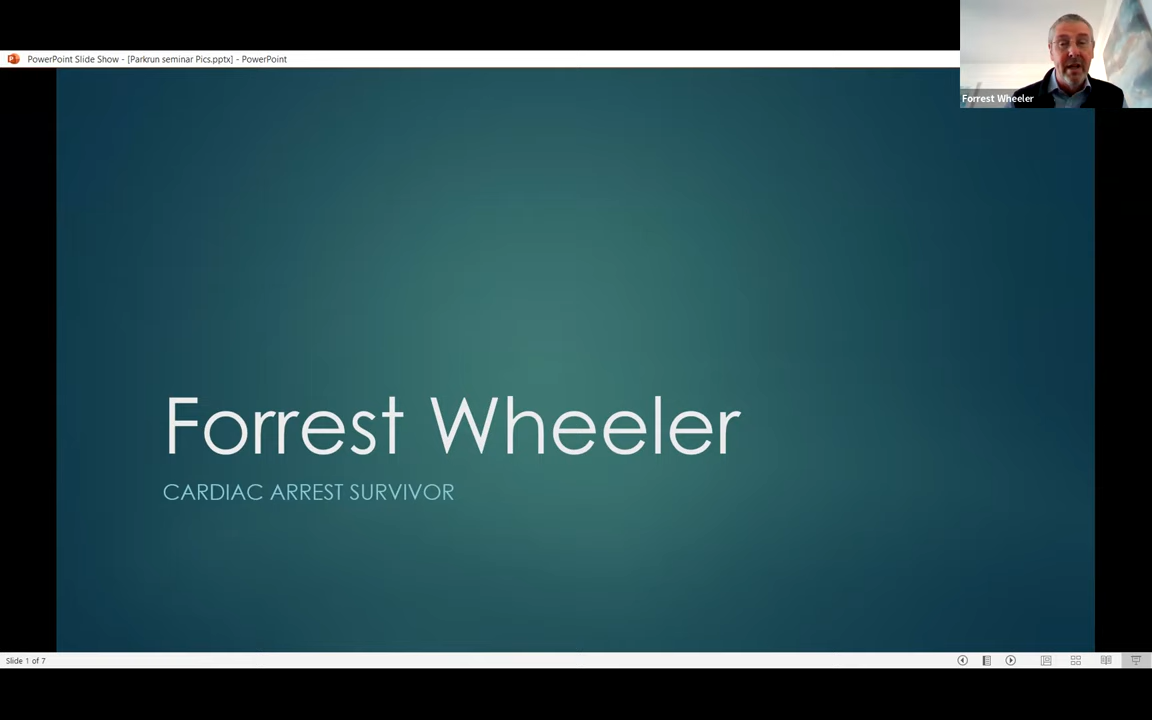 PowerPoint Slide Show - [Parkrun seminar Pics.pptx] - PowerPoint
Forrest Wheeler
Forrest Wheeler
CARDIAC ARREST SURVIVOR
Slide 1 of 7